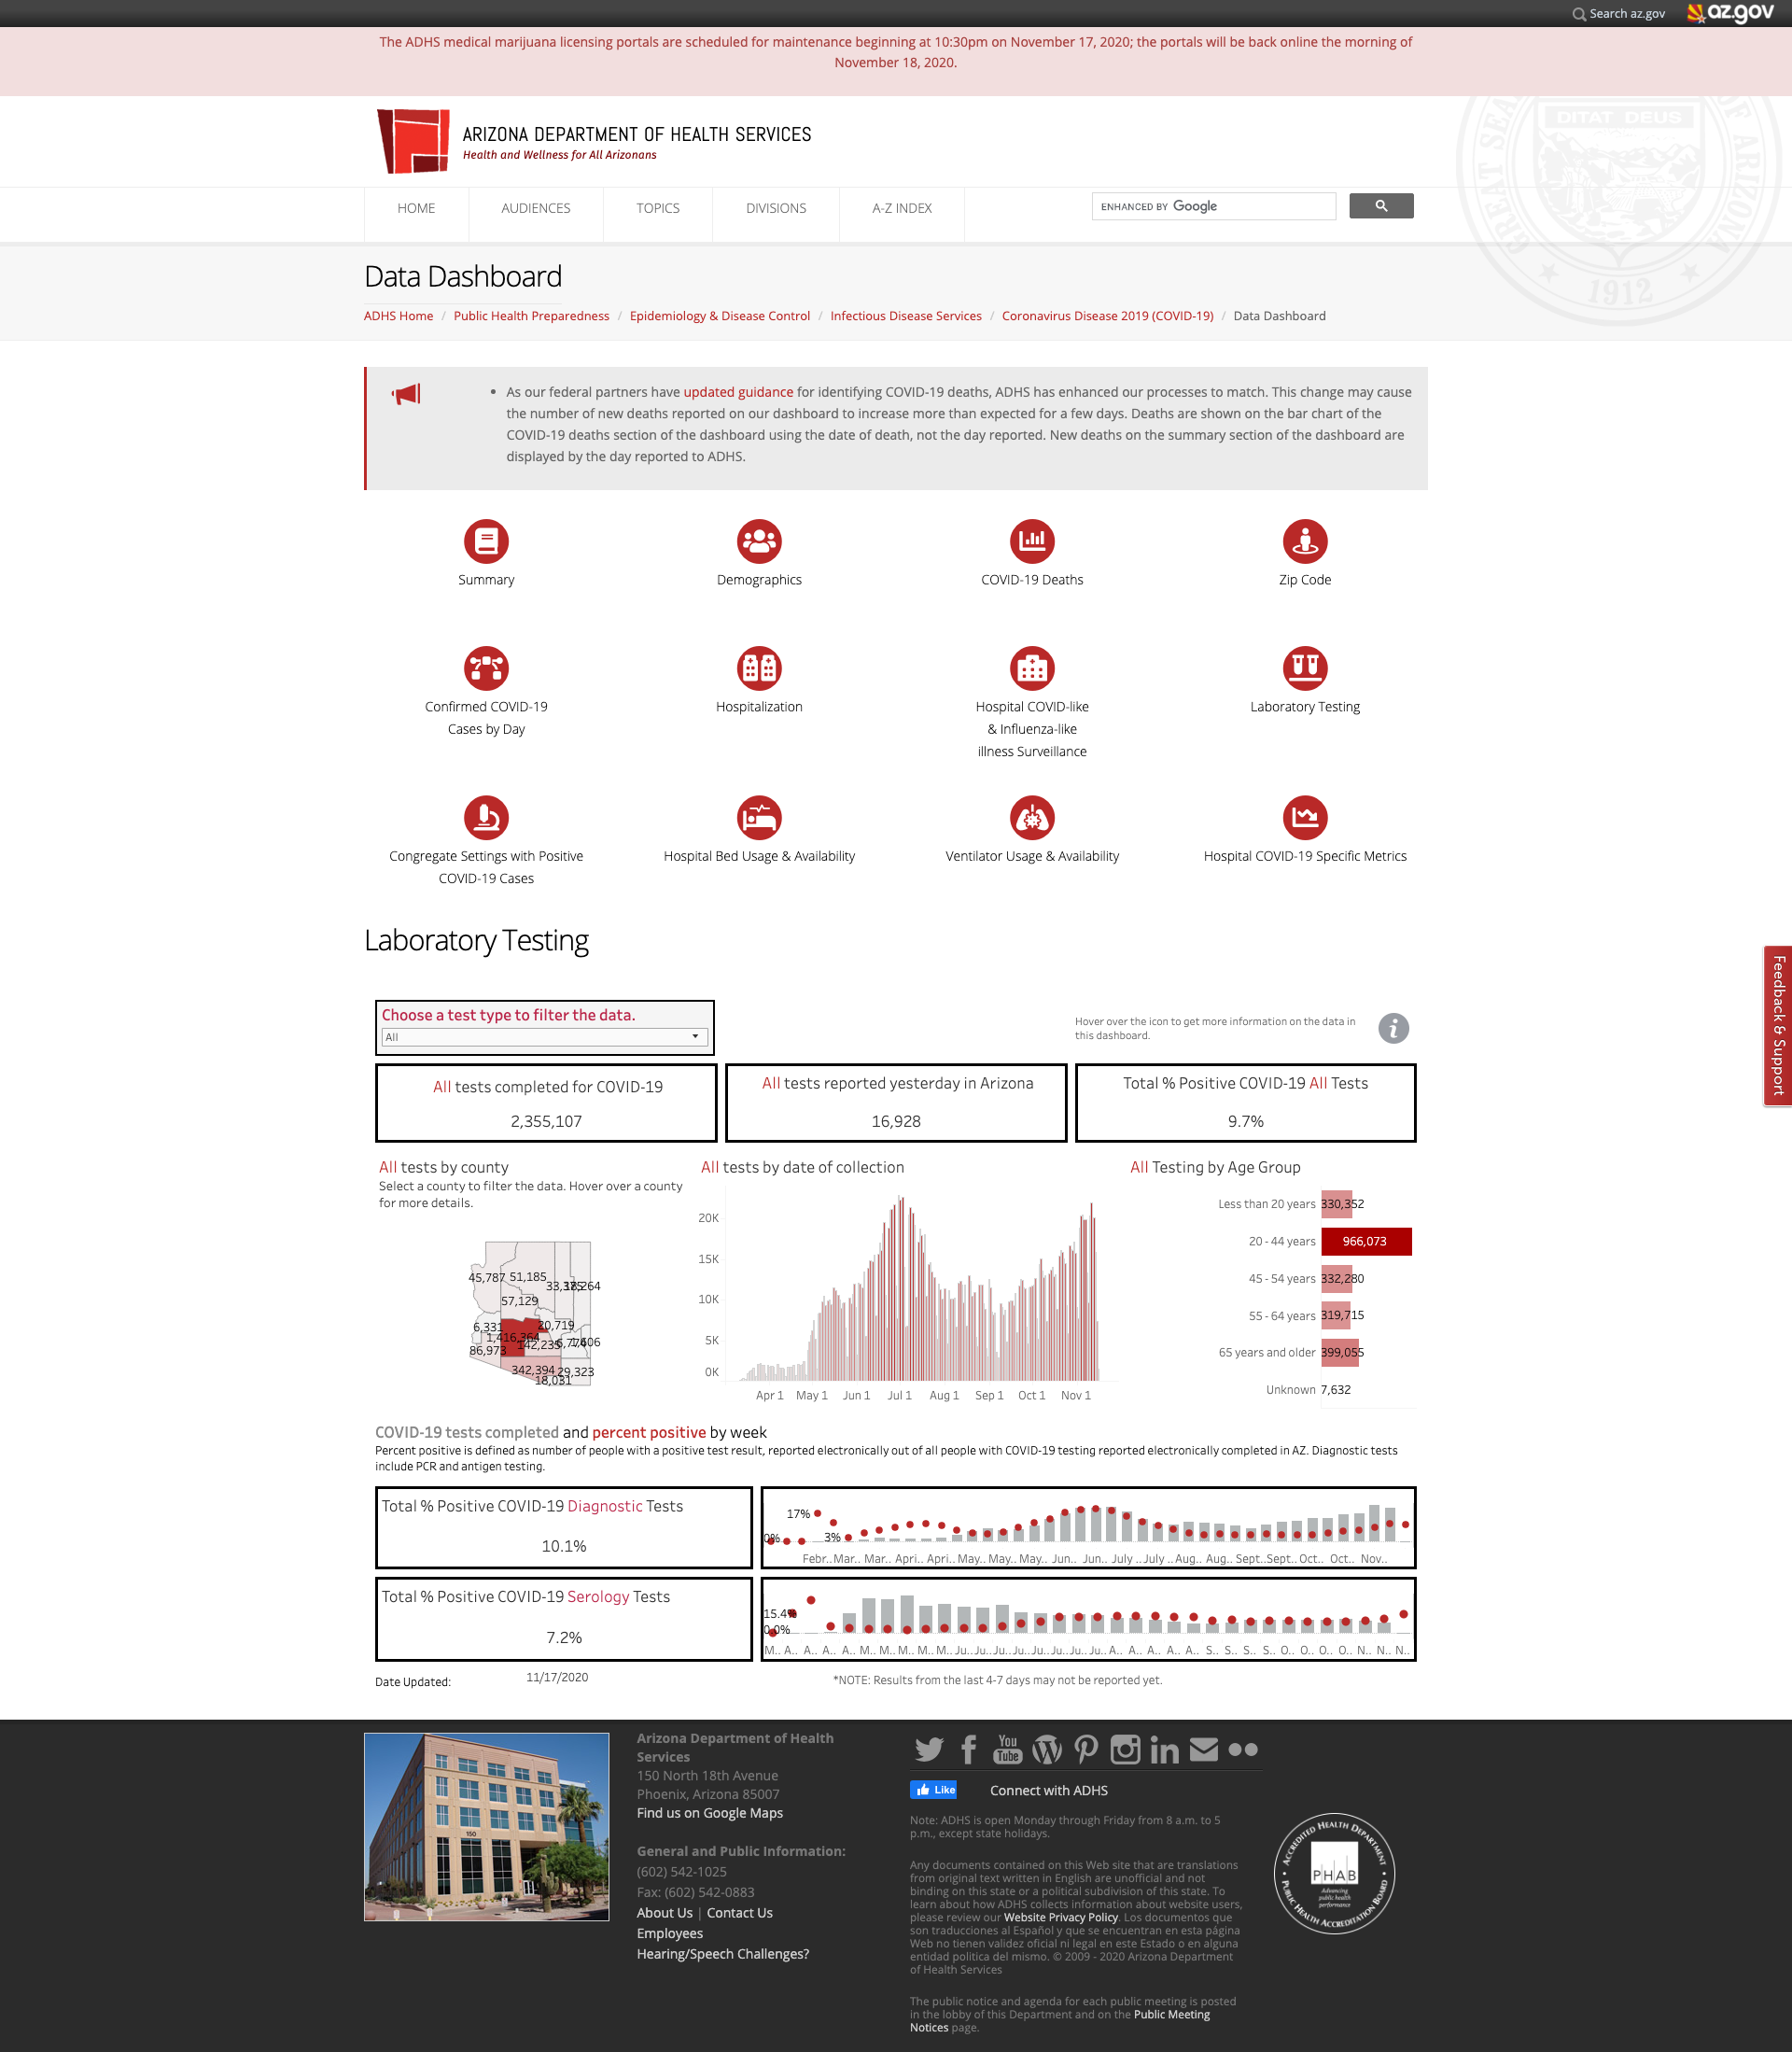 Search az.gov
az.gov
The ADHS medical marijuana licensing portals are scheduled for maintenance beginning at 10:30pm on November 17, 2020; the portals will be back online the morning of
November 18, 2020.
ARIZONA DEPARTMENT OF HEALTH SERVICES
Health and Wellness for All Arizonans
GREAT SEAL OF ARIZONA
DITAT DEUS
1912
HOME
AUDIENCES
TOPICS
DIVISIONS
A-Z INDEX
ENHANCED BY Google
Data Dashboard
ADHS Home / Public Health Preparedness / Epidemiology & Disease Control / Infectious Disease Services / Coronavirus Disease 2019 (COVID-19) / Data Dashboard
• As our federal partners have updated guidance for identifying COVID-19 deaths, ADHS has enhanced our processes to match. This change may cause
the number of new deaths reported on our dashboard to increase more than expected for a few days. Deaths are shown on the bar chart of the
COVID-19 deaths section of the dashboard using the date of death, not the day reported. New deaths on the summary section of the dashboard are
displayed by the day reported to ADHS.
Summary
Demographics
COVID-19 Deaths
Zip Code
Confirmed COVID-19
Cases by Day
Hospitalization
Hospital COVID-like
& Influenza-like
illness Surveillance
Laboratory Testing
Congregate Settings with Positive
COVID-19 Cases
Hospital Bed Usage & Availability
Ventilator Usage & Availability
Hospital COVID-19 Specific Metrics
Feedback & Support
Laboratory Testing
Choose a test type to filter the data.
All
Hover over the icon to get more information on the data in
this dashboard.
All tests completed for COVID-19
2,355,107
All tests reported yesterday in Arizona
16,928
Total % Positive COVID-19 All Tests
9.7%
All tests by county
Select a county to filter the data. Hover over a county
for more details.
45,787
51,185
57,129
6,331
20,719
1,416,364
142,235
86,973
342,394
29,323
18,031
All tests by date of collection
20K
15K
10K
5K
0K
Apr 1
May 1
Jun 1
Jul 1
Aug 1
Sep 1
Oct 1
Nov 1
All Testing by Age Group
Less than 20 years 330,352
20 - 44 years 966,073
45 - 54 years 332,280
55 - 64 years 319,715
65 years and older 399,055
Unknown 7,632
COVID-19 tests completed and percent positive by week
Percent positive is defined as number of people with a positive test result, reported electronically out of all people with COVID-19 testing reported electronically completed in AZ. Diagnostic tests
include PCR and antigen testing.
Total % Positive COVID-19 Diagnostic Tests
10.1%
17%
0%
3%
Febr.. Mar.. Mar.. Apri.. Apri.. May.. May.. May.. Jun.. Jun.. July .. July .. Aug.. Aug.. Sept.. Sept.. Oct.. Oct.. Nov..
Total % Positive COVID-19 Serology Tests
7.2%
15.4%
0.0%
M.. A.. A.. A.. A.. M.. M.. M.. M.. M.. Ju.. Ju.. Ju.. Ju.. Ju.. Ju.. Ju.. Ju.. A.. A.. A.. A.. A.. S.. S.. S.. S.. O.. O.. O.. O.. N.. N.. N..
Date Updated:
11/17/2020
*NOTE: Results from the last 4-7 days may not be reported yet.
150
Arizona Department of Health
Services
150 North 18th Avenue
Phoenix, Arizona 85007
Find us on Google Maps
General and Public Information:
(602) 542-1025
Fax: (602) 542-0883
About Us | Contact Us
Employees
Hearing/Speech Challenges?
You Tube
Like
Connect with ADHS
Note: ADHS is open Monday through Friday from 8 a.m. to 5
p.m., except state holidays.
Any documents contained on this Web site that are translations
from original text written in English are unofficial and not
binding on this state or a political subdivision of this state. To
learn about how ADHS collects information about website users,
please review our Website Privacy Policy. Los documentos que
son traducciones al Español y que se encuentran en esta página
Web no tienen validez oficial ni legal en este Estado o en alguna
entidad politica del mismo. © 2009 - 2020 Arizona Department
of Health Services
The public notice and agenda for each public meeting is posted
in the lobby of this Department and on the Public Meeting
Notices page.
ACCREDITED HEALTH DEPARTMENT
PHAB
Advancing
public health
performance
PUBLIC HEALTH ACCREDITATION BOARD